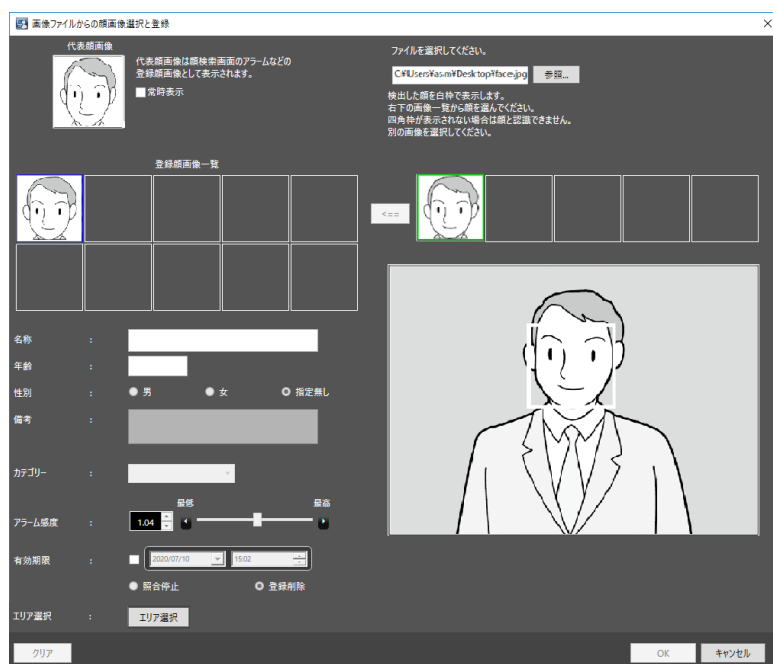 画像ファイルからの顔画像選択と登録
代表顔画像
代表顔画像は顔検索画面のアラームなどの
登録顔画像として表示されます。
常時表示
ファイルを選択してください。
C:¥Users¥as-m¥Desktop¥faces.jpg
参照...
検出した顔を白枠で表示します。
右下の画像一覧から顔を選んでください。
四角枠が表示されない場合は顔と認識できません。
別の画像を選択してください。
登録顔画像一覧
<==
名称 :
年齢 :
性別 : 男 女 指定無し
備考 :
カテゴリー :
最低 最高
アラーム感度 : 1.04
有効期限 : 2020/07/10 15:02
照合停止 登録削除
エリア選択 : エリア選択
クリア OK キャンセル